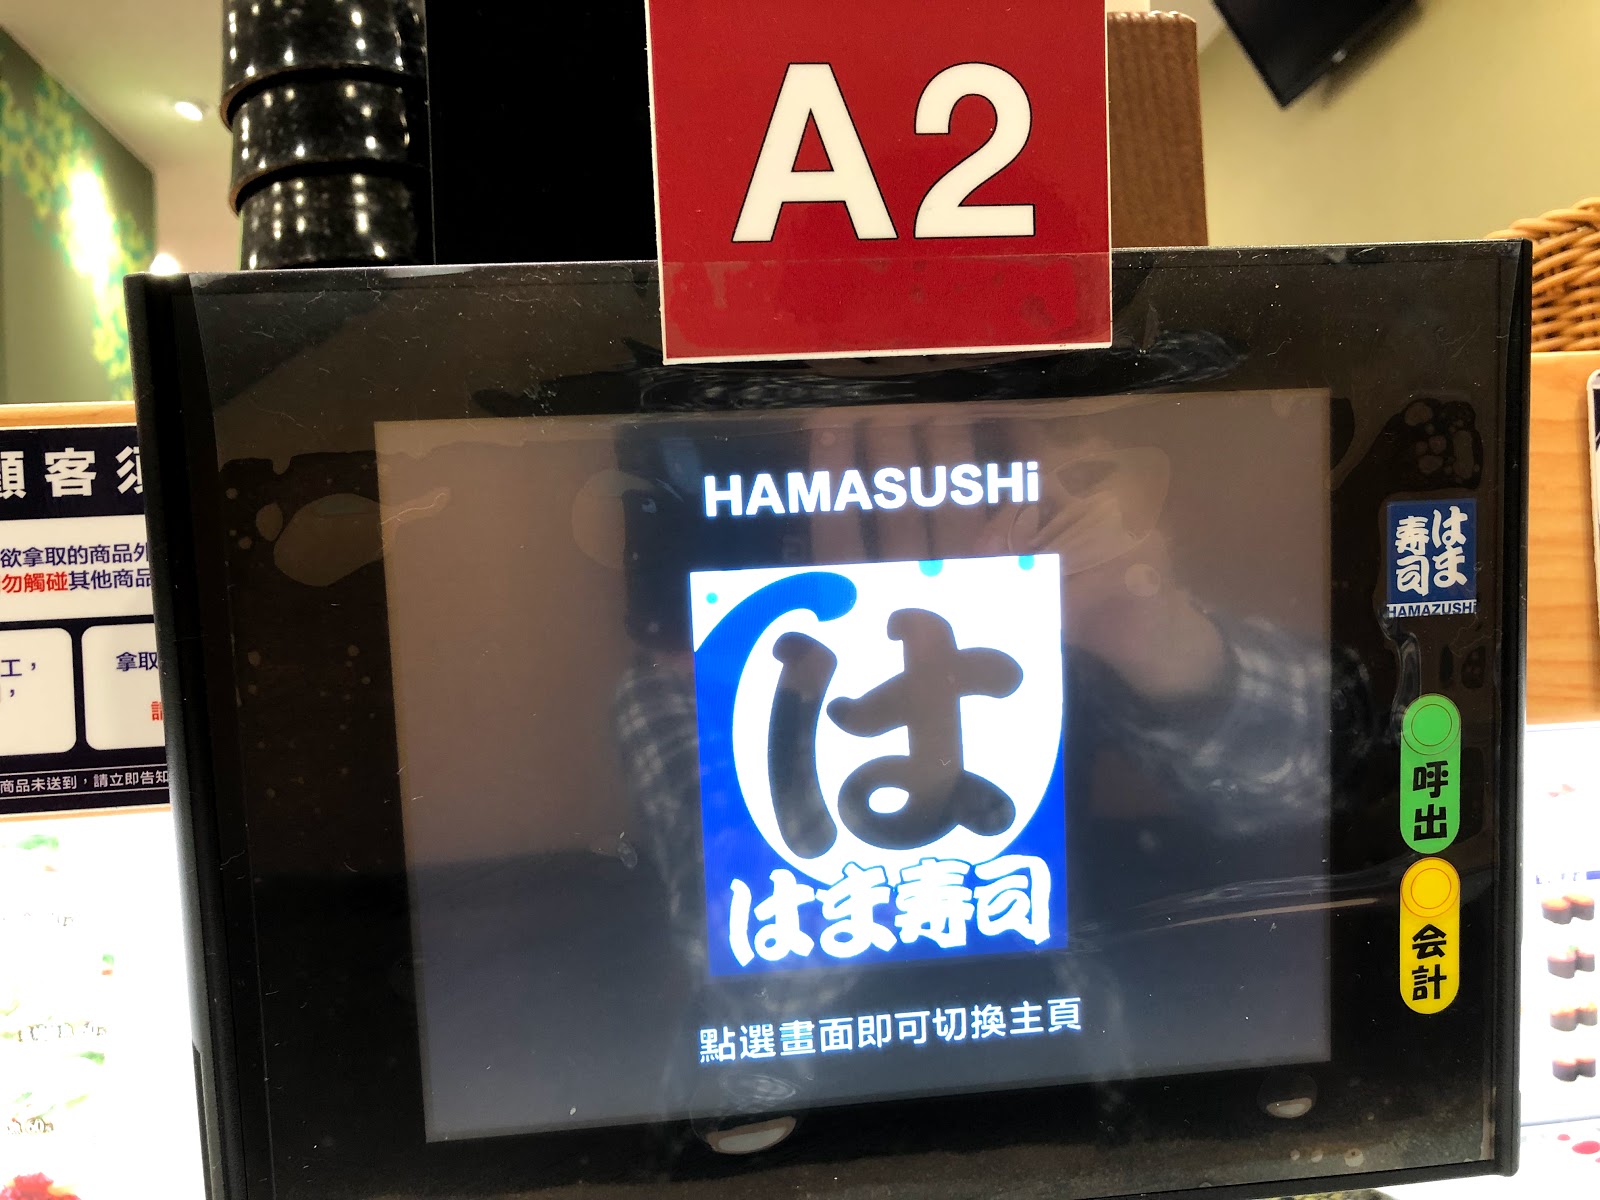 A2
HAMASUSHi
は
はま寿司
點選畫面即可切換主頁
はま
寿司
HAMAZUSHi
呼出
会計
顧客須
欲拿取的商品外
勿觸碰其他商品
工，
拿取
請
商品未送到，請立即告知